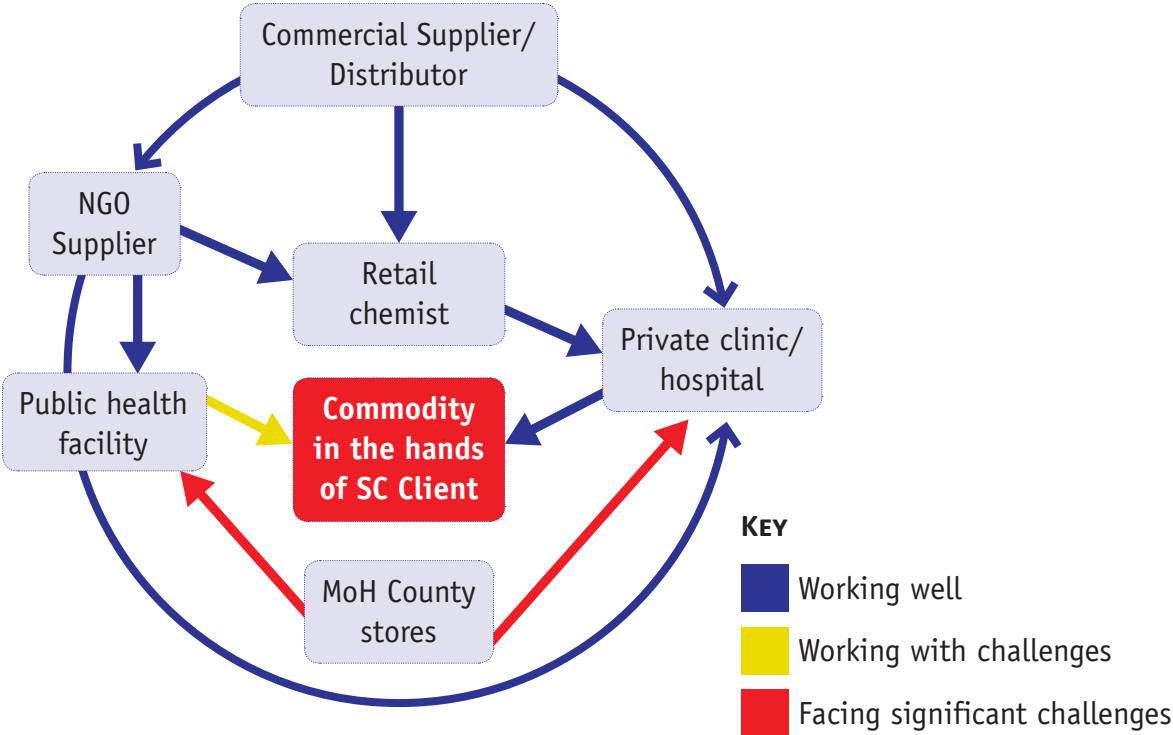 Commercial Supplier/
Distributor
NGO
Supplier
Retail
chemist
Private clinic/
hospital
Public health
facility
Commodity
in the hands
of SC Client
MoH County
stores
KEY
Working well
Working with challenges
Facing significant challenges